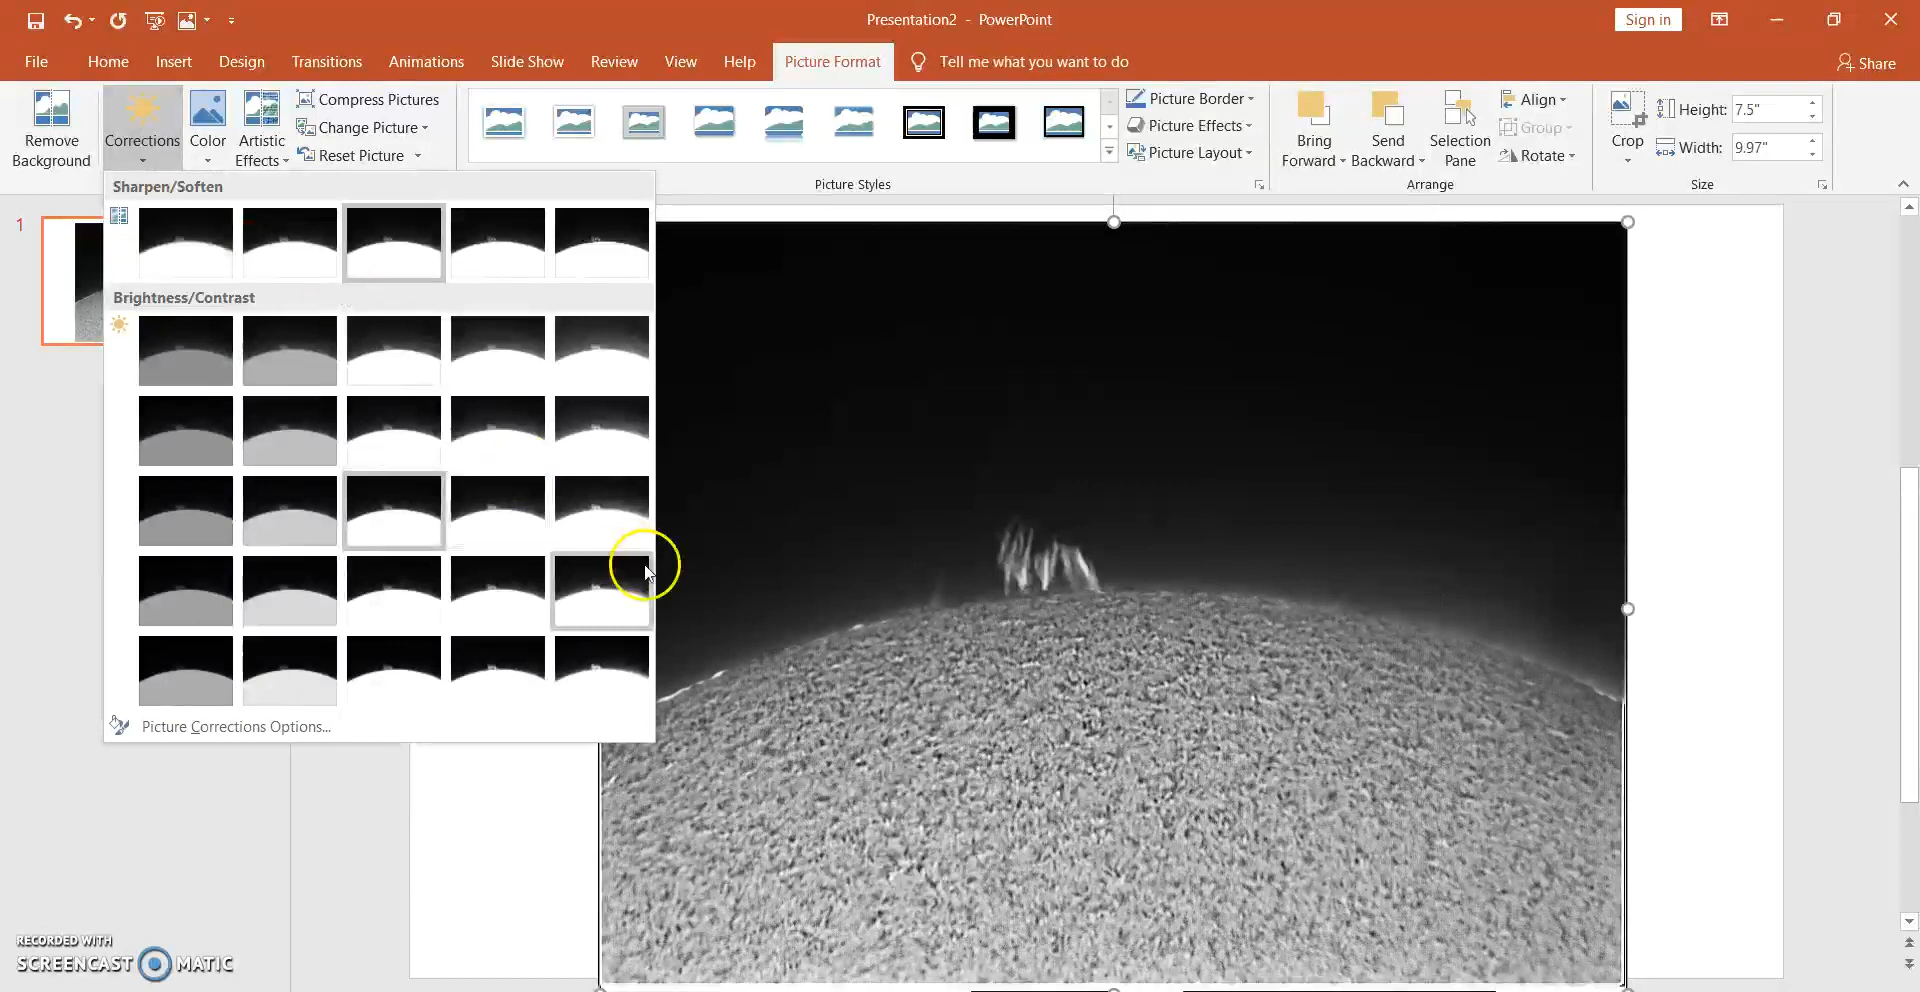 Presentation2 - PowerPoint
Sign in
File Home Insert Design Transitions Animations Slide Show Review View Help Picture Format Tell me what you want to do Share
Remove Background
Corrections
Color
Artistic Effects
Compress Pictures
Change Picture
Reset Picture
Picture Styles
Picture Border
Picture Effects
Picture Layout
Bring Forward
Send Backward
Selection Pane
Align
Group
Rotate
Arrange
Crop
Height: 7.5"
Width: 9.97"
Size
Sharpen/Soften
Brightness/Contrast
Picture Corrections Options...
1
RECORDED WITH
SCREENCAST MATIC